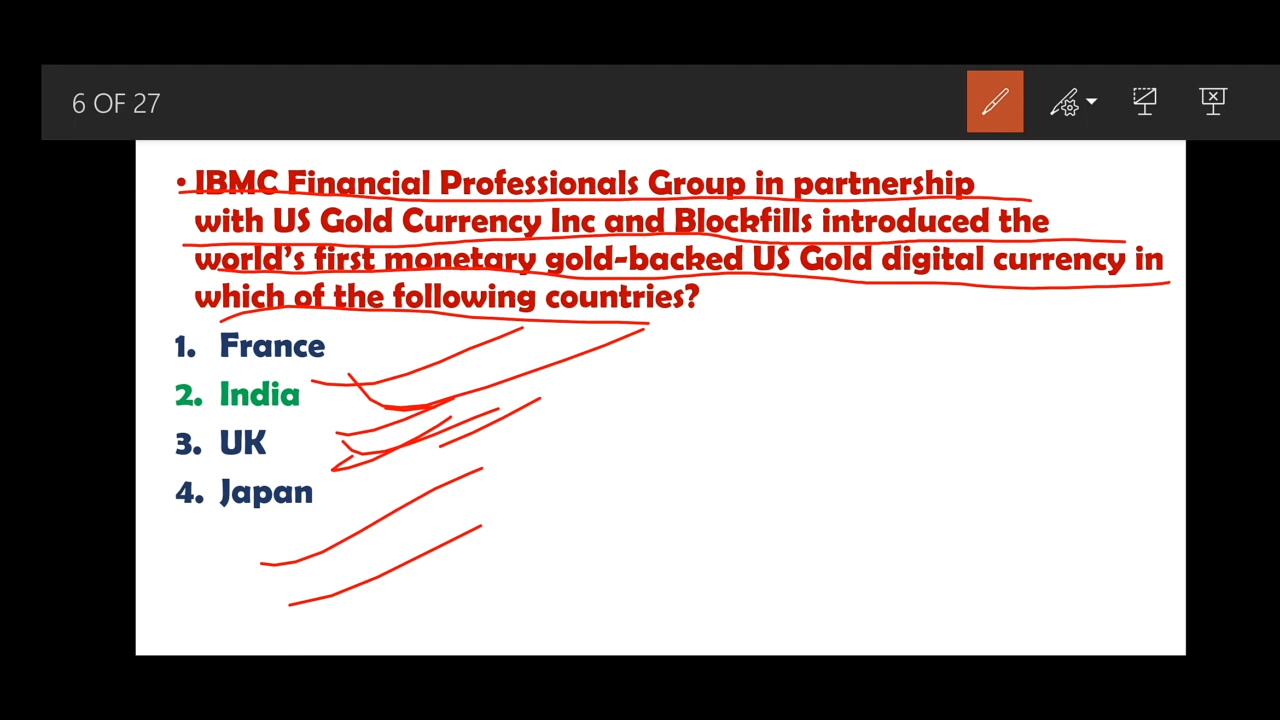 6 OF 27
• IBMC Financial Professionals Group in partnership
with US Gold Currency Inc and Blockfills introduced the
world's first monetary gold-backed US Gold digital currency in
which of the following countries?
1. France
2. India
3. UK
4. Japan